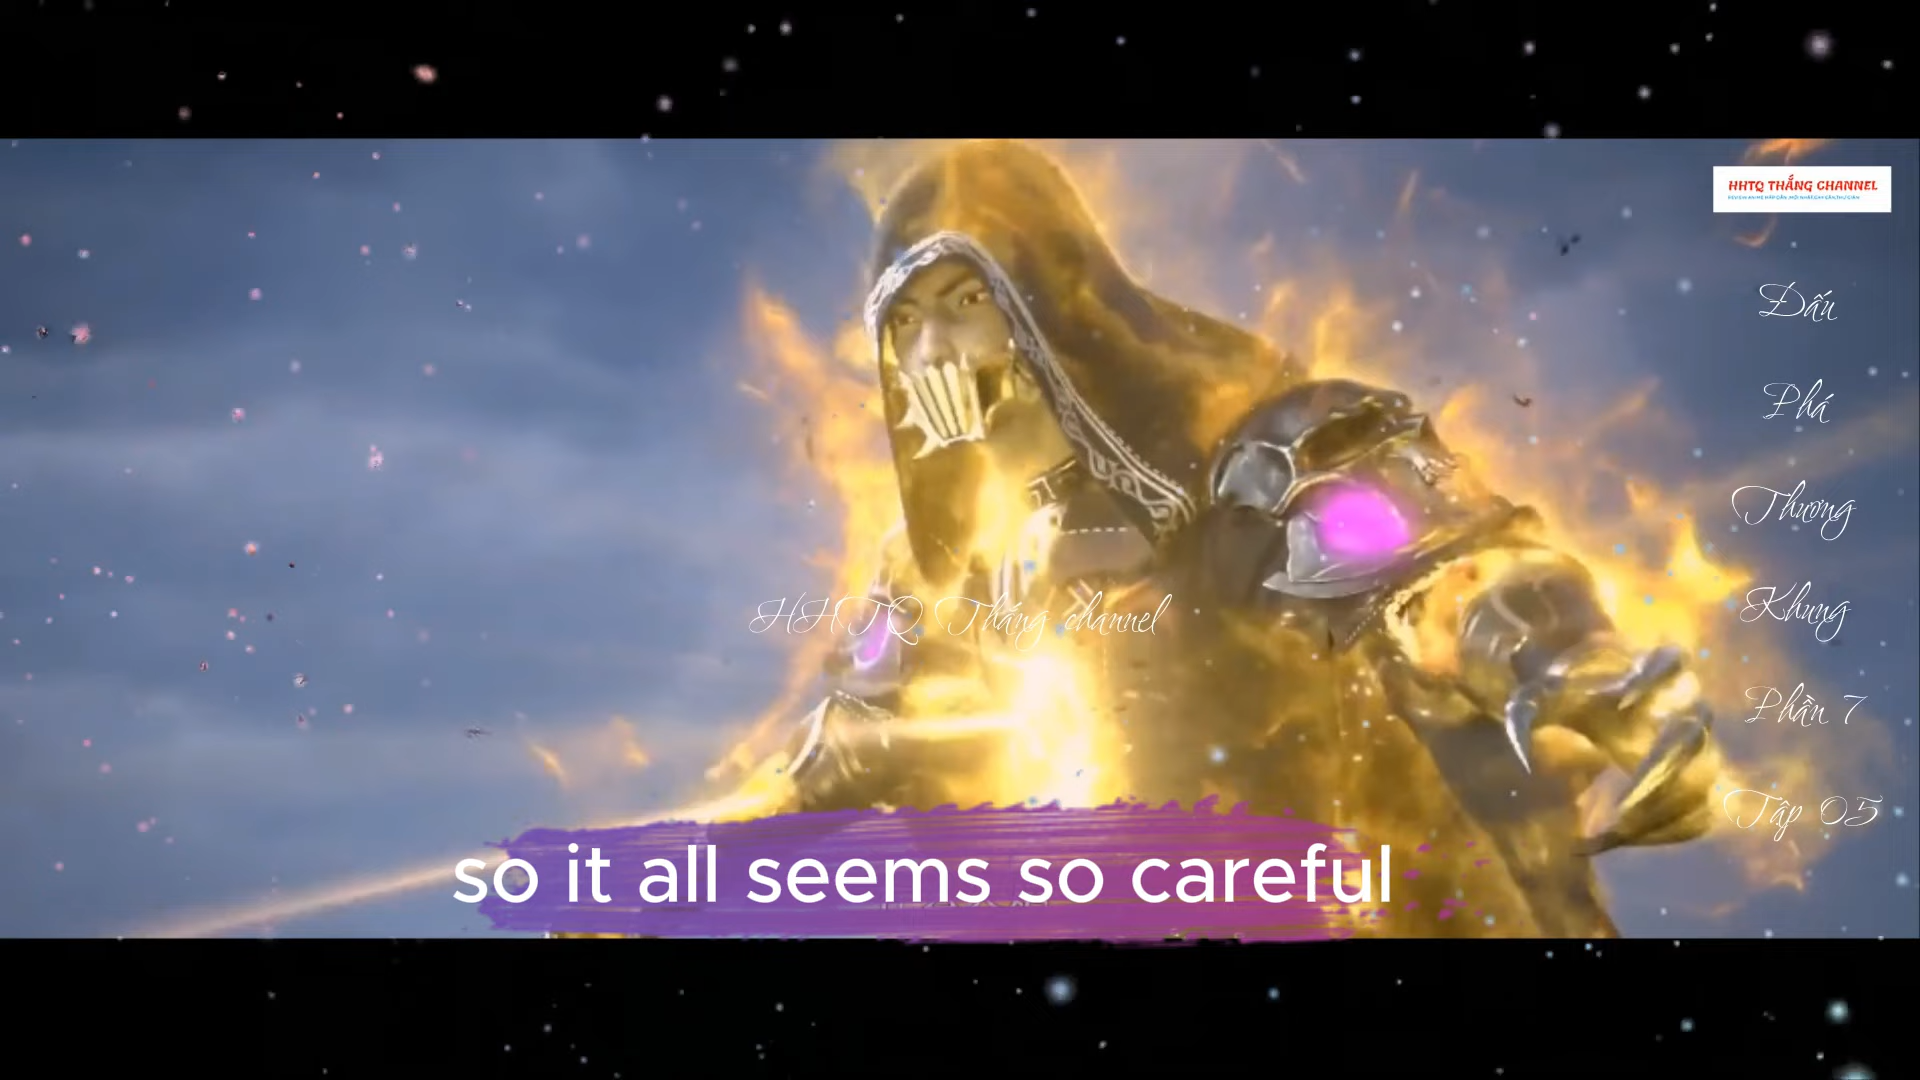 HHTQ THẮNG CHANNEL
Đấu
Phá
Thương
Khung
Phần 7
Tập 05
HHTQ Thắng channel
so it all seems so careful